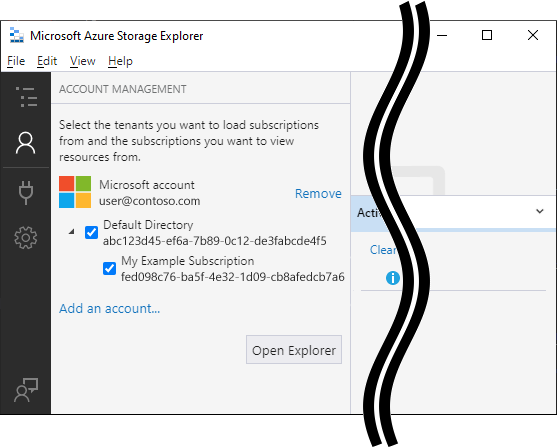 Microsoft Azure Storage Explorer
File Edit View Help
ACCOUNT MANAGEMENT
Select the tenants you want to load subscriptions
from and the subscriptions you want to view
resources from.
Microsoft account
user@contoso.com
Remove
Default Directory
abc123d45-ef6a-7b89-0c12-de3fabcde4f5
My Example Subscription
fed098c76-ba5f-4e32-1d09-cb8afedcb7a6
Add an account...
Open Explorer
Acti
Clear